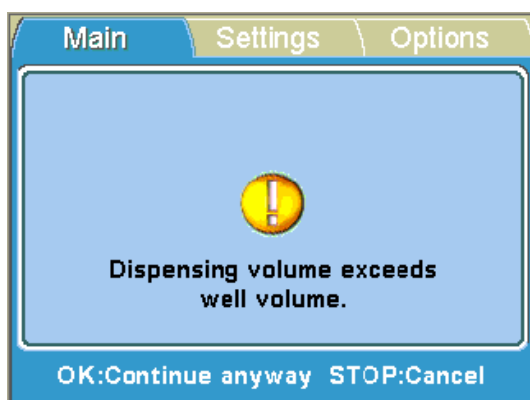 Main Settings Options
Dispensing volume exceeds
well volume.
OK:Continue anyway STOP:Cancel